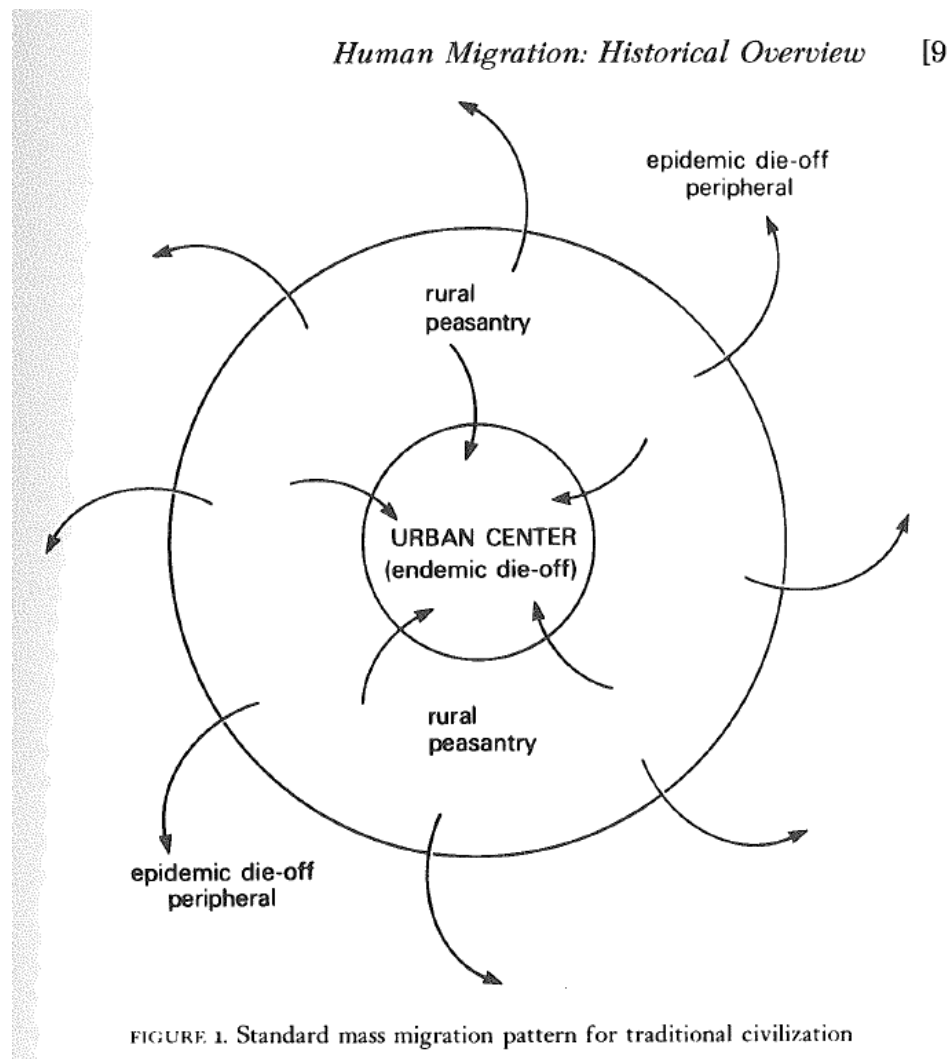 Human Migration: Historical Overview [9
epidemic die-off
peripheral
rural
peasantry
URBAN CENTER
(endemic die-off)
rural
peasantry
epidemic die-off
peripheral
FIGURE 1. Standard mass migration pattern for traditional civilization